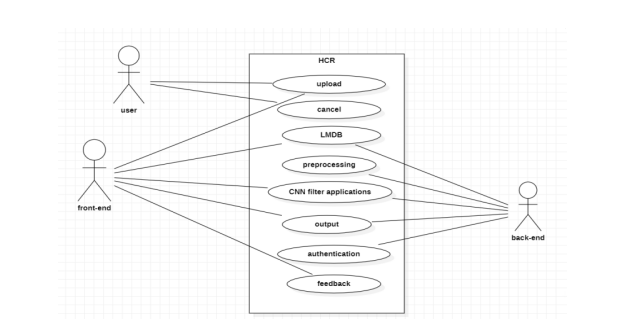 HCR
upload
user
cancel
LMDB
preprocessing
CNN filter applications
front-end
output
back-end
authentication
feedback